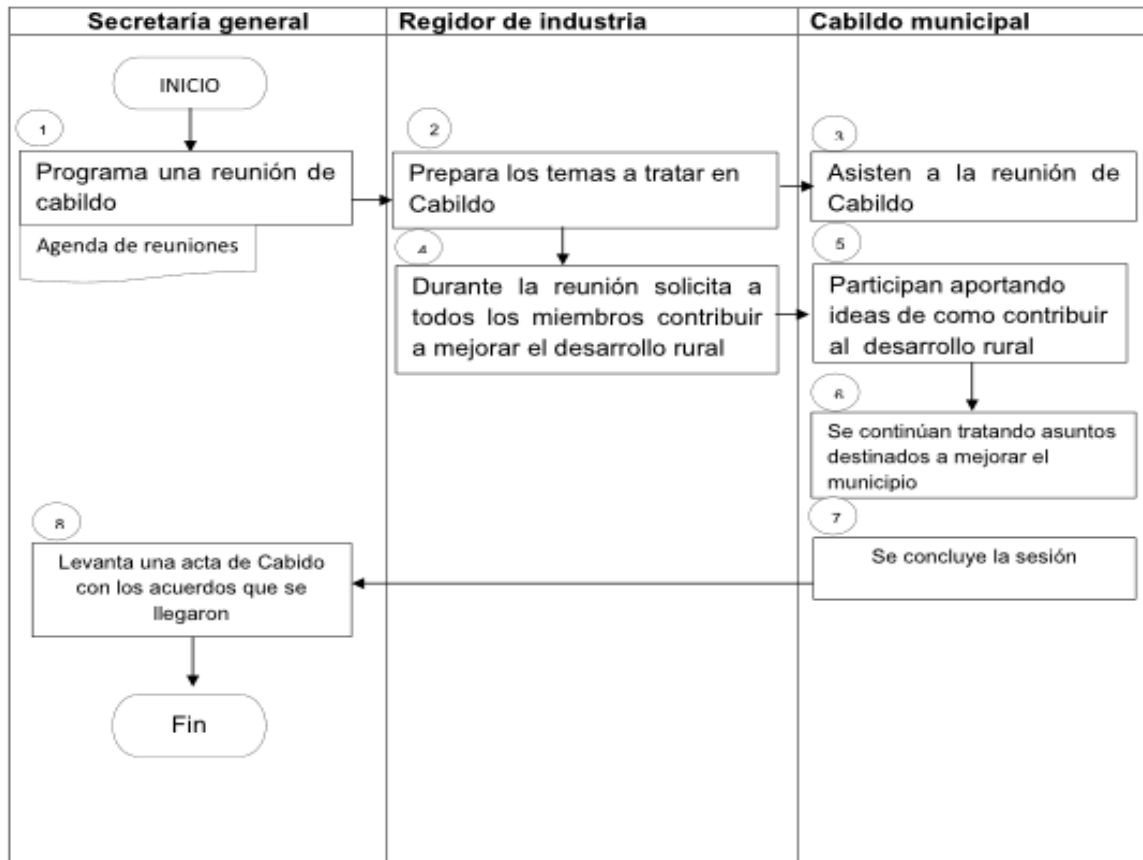 Secretaría general
Regidor de industria
Cabildo municipal
INICIO
1
Programa una reunión de
cabildo
Agenda de reuniones
2
Prepara los temas a tratar en
Cabildo
3
Asisten a la reunión de
Cabildo
4
Durante la reunión solicita a
todos los miembros contribuir
a mejorar el desarrollo rural
5
Participan aportando
ideas de como contribuir
al desarrollo rural
6
Se continúan tratando asuntos
destinados a mejorar el
municipio
7
Se concluye la sesión
8
Levanta una acta de Cabido
con los acuerdos que se
llegaron
Fin